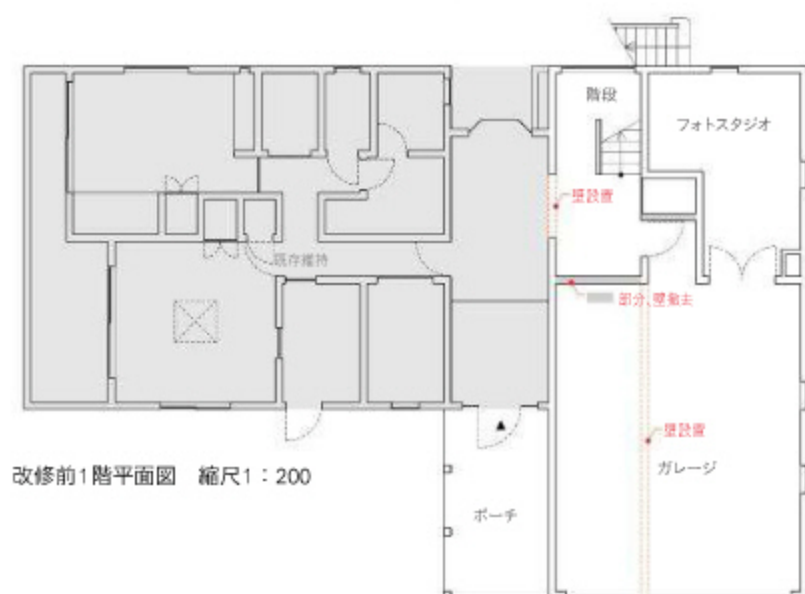 階段
フォトスタジオ
壁設置
既存維持
部分、壁撤去
壁設置
ガレージ
改修前1階平面図 縮尺1：200
ポーチ